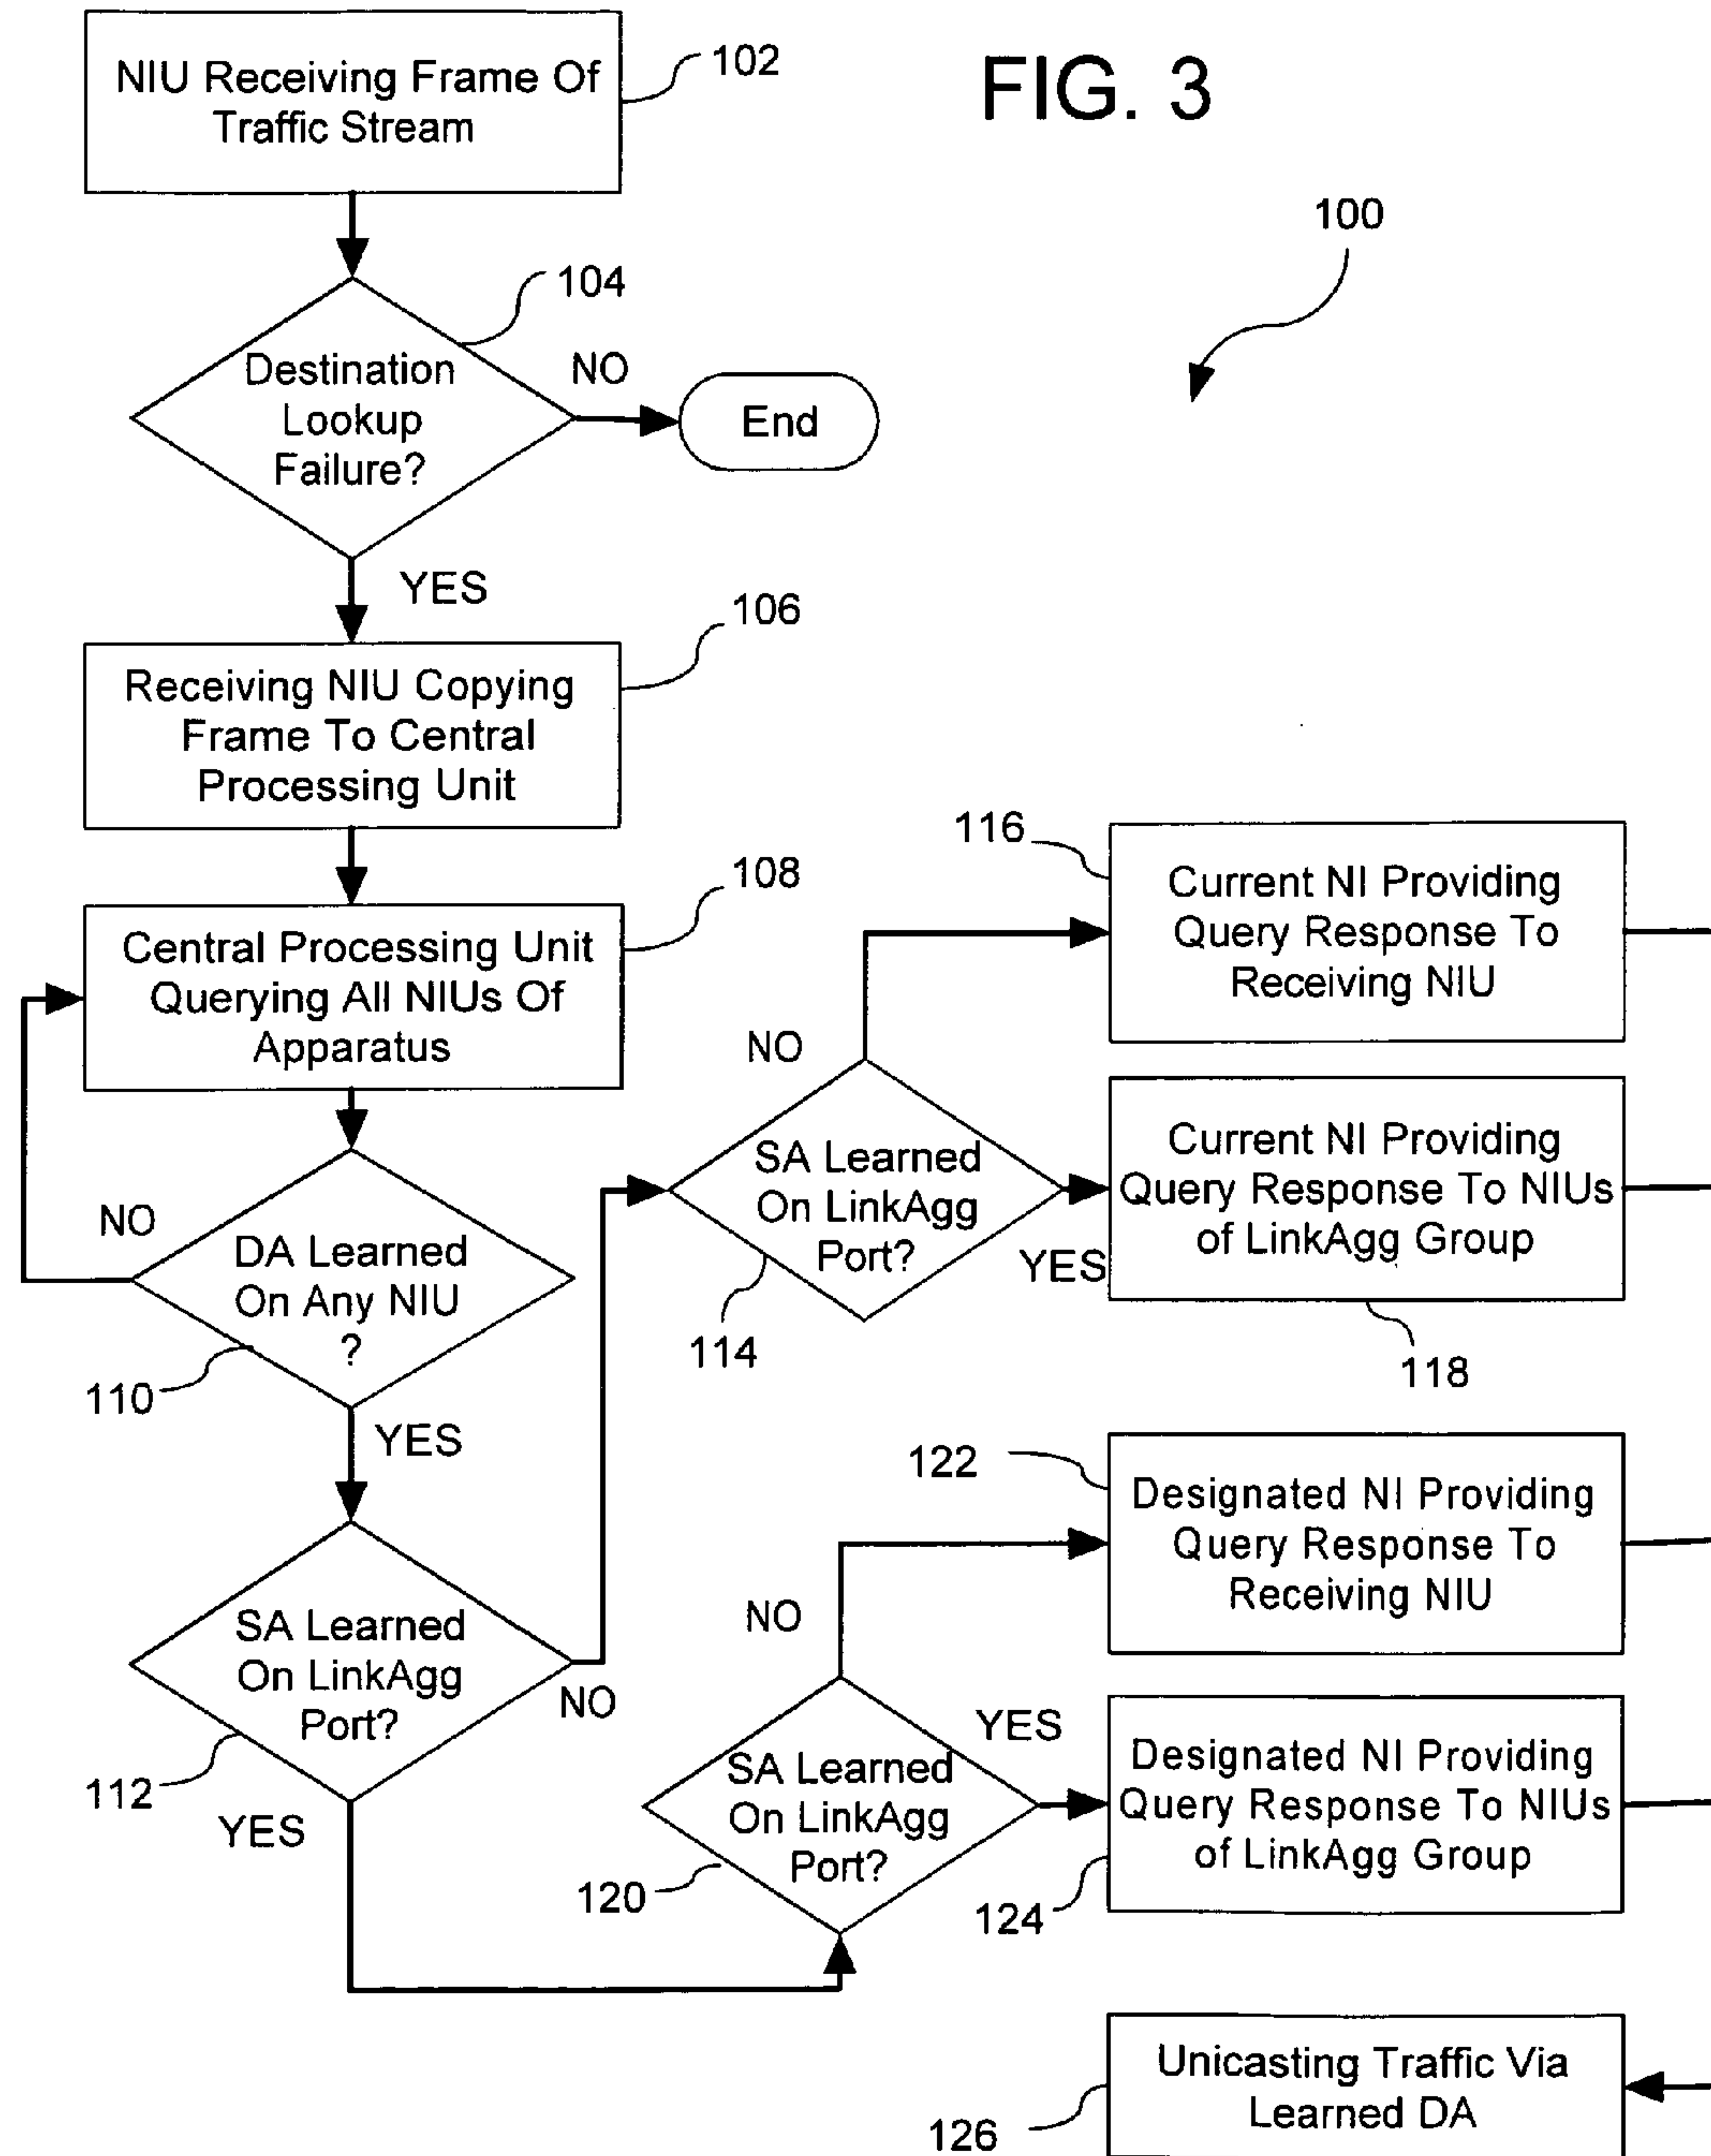 FIG. 3
100
NIU Receiving Frame Of
Traffic Stream
102
Destination
Lookup
Failure?
104
NO
End
YES
Receiving NIU Copying
Frame To Central
Processing Unit
106
Central Processing Unit
Querying All NIUs Of
Apparatus
108
NO
DA Learned
On Any NIU
?
110
YES
SA Learned
On LinkAgg
Port?
112
NO
YES
SA Learned
On LinkAgg
Port?
114
NO
YES
116
Current NI Providing
Query Response To
Receiving NIU
Current NI Providing
Query Response To NIUs
of LinkAgg Group
118
SA Learned
On LinkAgg
Port?
120
NO
YES
122
Designated NI Providing
Query Response To
Receiving NIU
Designated NI Providing
Query Response To NIUs
of LinkAgg Group
124
Unicasting Traffic Via
Learned DA
126